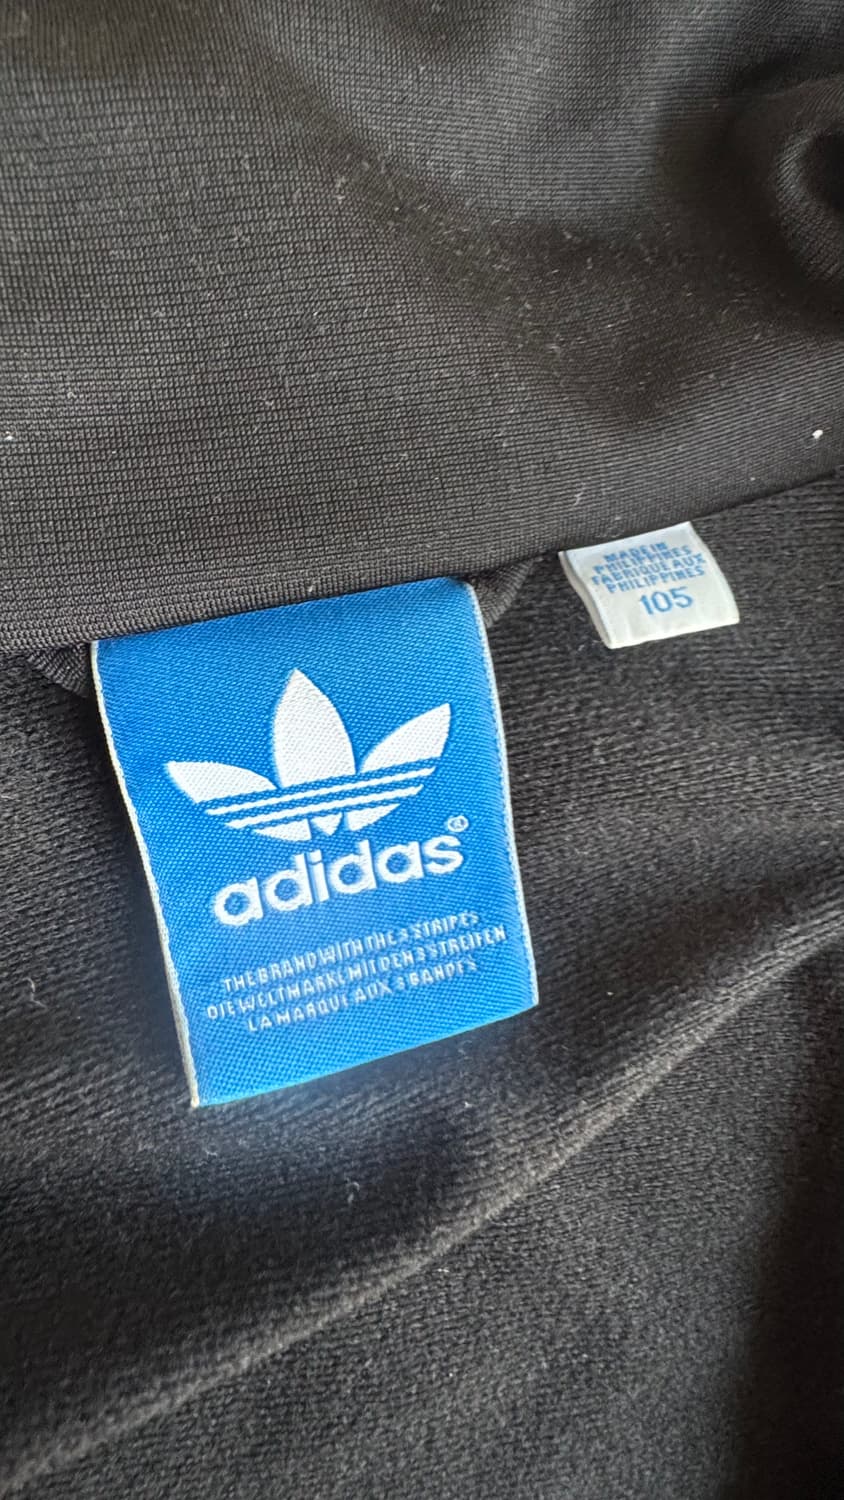 MADE IN
PHILIPPINES
FABRIQUE AUX
PHILIPPINES
105
adidas®
THE BRAND WITH THE 3 STRIPES
DIE WELTMARKE MIT DEN 3 STREIFEN
LA MARQUE AUX 3 BANDES